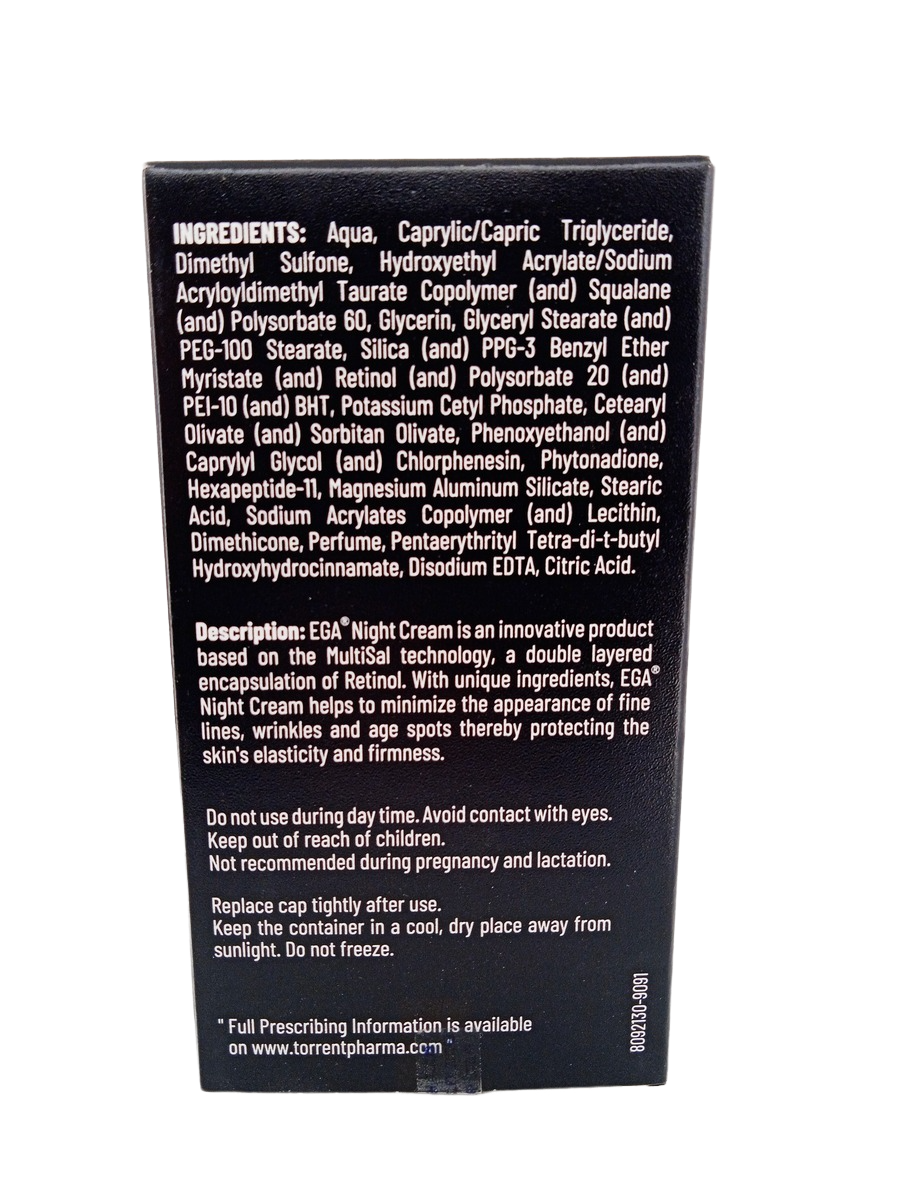 INGREDIENTS: Aqua, Caprylic/Capric Triglyceride,
Dimethyl Sulfone, Hydroxyethyl Acrylate/Sodium
Acryloyldimethyl Taurate Copolymer (and) Squalane
(and) Polysorbate 60, Glycerin, Glyceryl Stearate (and)
PEG-100 Stearate, Silica (and) PPG-3 Benzyl Ether
Myristate (and) Retinol (and) Polysorbate 20 (and)
PEI-10 (and) BHT, Potassium Cetyl Phosphate, Cetearyl
Olivate (and) Sorbitan Olivate, Phenoxyethanol (and)
Caprylyl Glycol (and) Chlorphenesin, Phytonadione,
Hexapeptide-11, Magnesium Aluminum Silicate, Stearic
Acid, Sodium Acrylates Copolymer (and) Lecithin,
Dimethicone, Perfume, Pentaerythrityl Tetra-di-t-butyl
Hydroxyhydrocinnamate, Disodium EDTA, Citric Acid.
Description: EGA® Night Cream is an innovative product
based on the MultiSal technology, a double layered
encapsulation of Retinol. With unique ingredients, EGA®
Night Cream helps to minimize the appearance of fine
lines, wrinkles and age spots thereby protecting the
skin's elasticity and firmness.
Do not use during day time. Avoid contact with eyes.
Keep out of reach of children.
Not recommended during pregnancy and lactation.
Replace cap tightly after use.
Keep the container in a cool, dry place away from
sunlight. Do not freeze.
" Full Prescribing Information is available
on www.torrentpharma.com "
8092130-9091